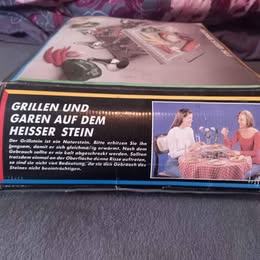 GRILLEN UND
GAREN AUF DEM
HEISSER STEIN
Der Grillstein ist ein Naturstein. Bitte erhitzen Sie ihn
langsam, damit er sich gleichmäßig erwärmt. Nach dem
Gebrauch sollte er nie kalt abgeschreckt werden. Sollten
trotzdem einmal an der Oberfläche dünne Risse auftreten,
so sind sie nicht von Bedeutung, da sie den Gebrauch des
Steines nicht beeinträchtigen.